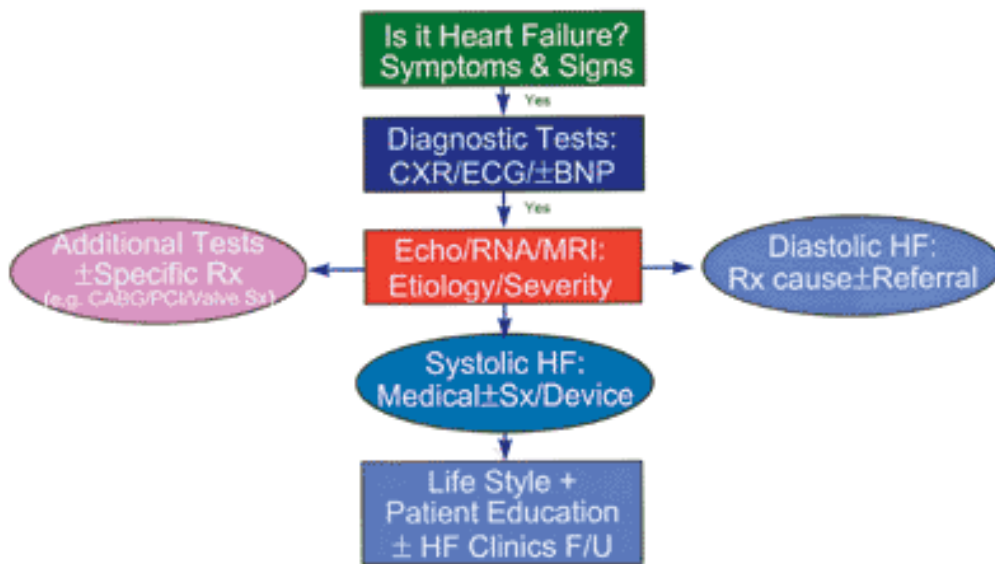 Is it Heart Failure?
Symptoms & Signs
Yes
Diagnostic Tests:
CXR/ECG/±BNP
Yes
Additional Tests
±Specific Rx
(e.g. CABG/PCI/Valve Sx)
Echo/RNA/MRI:
Etiology/Severity
Diastolic HF:
Rx cause±Referral
Systolic HF:
Medical±Sx/Device
Life Style +
Patient Education
± HF Clinics F/U